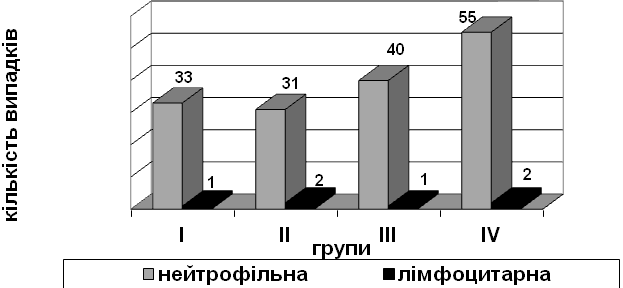 кількість випадків
33
1
31
2
40
1
55
2
I
II
III
IV
групи
нейтрофільна
лімфоцитарна